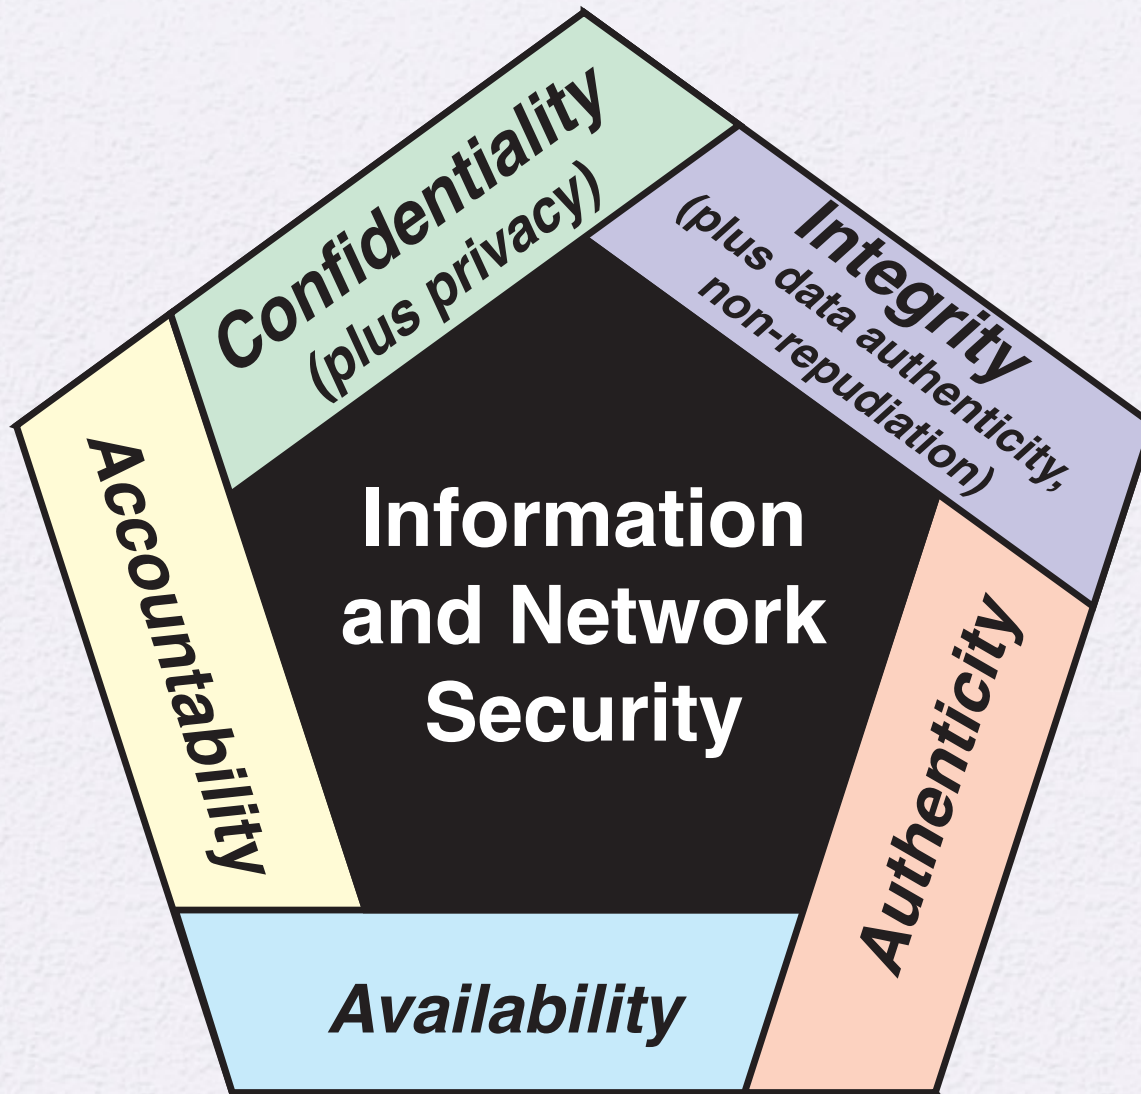 Confidentiality
(plus privacy)
Integrity
(plus data authenticity,
non-repudiation)
Accountability
Information
and Network
Security
Authenticity
Availability